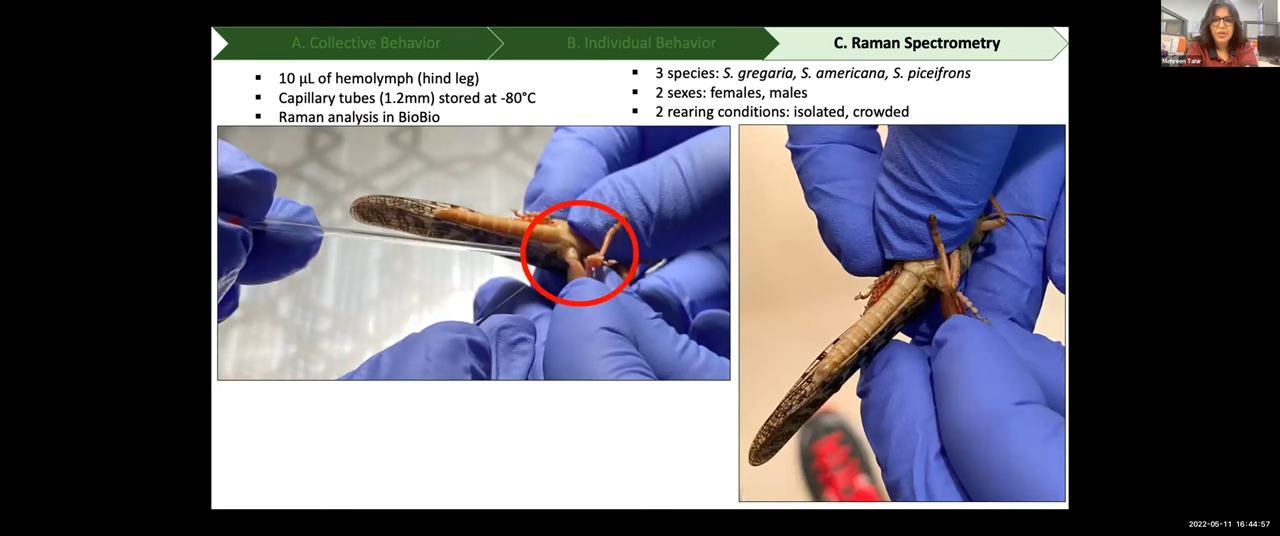 A. Collective Behavior
B. Individual Behavior
C. Raman Spectrometry
10 µL of hemolymph (hind leg)
Capillary tubes (1.2mm) stored at -80°C
Raman analysis in BioBio
3 species: S. gregaria, S. americana, S. piceifrons
2 sexes: females, males
2 rearing conditions: isolated, crowded
Mehreen Tahir
2022-05-11 16:44:57